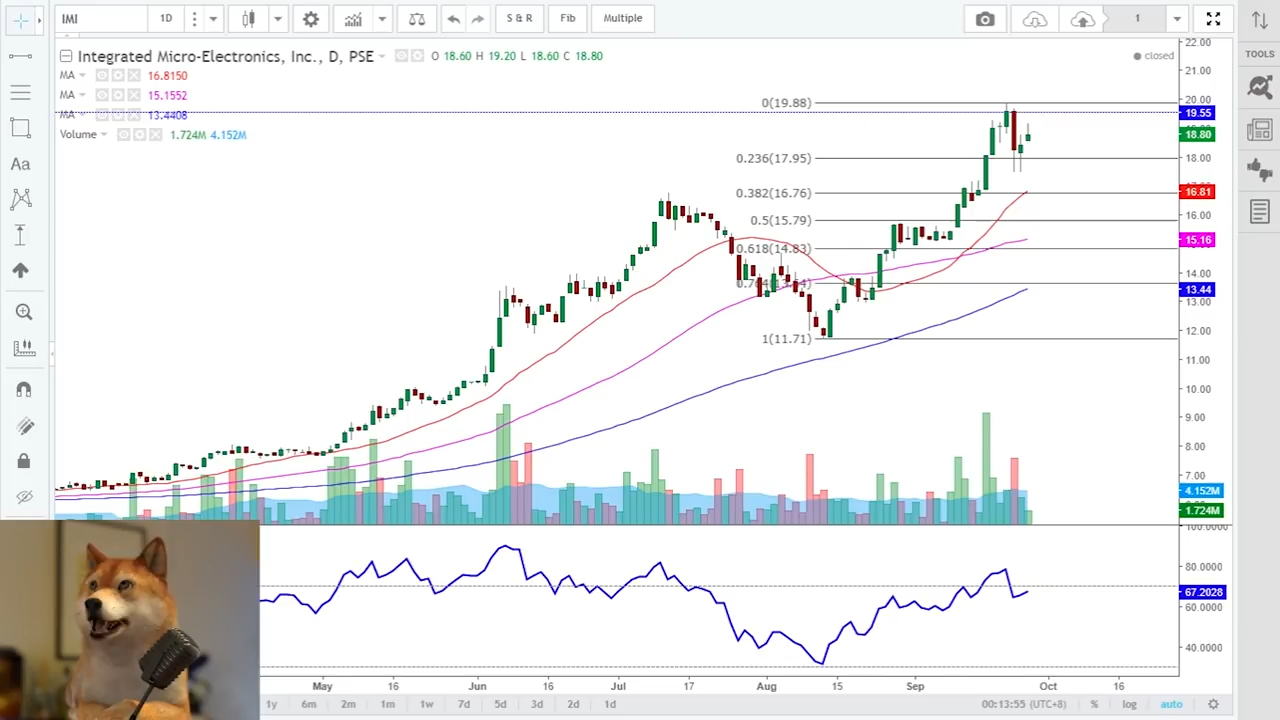 IMI 1D S & R Fib Multiple 1
Integrated Micro-Electronics, Inc., D, PSE O 18.60 H 19.20 L 18.60 C 18.80 closed
MA 16.8150
MA 15.1552
MA 13.4408
Volume 1.724M 4.152M
TOOLS
Aa
0(19.88)
0.236(17.95)
0.382(16.76)
0.5(15.79)
0.618(14.83)
1(11.71)
22.00
21.00
20.00
19.55
18.80
18.00
16.81
16.00
15.16
14.00
13.44
13.00
12.00
11.00
10.00
9.00
8.00
7.00
4.152M
1.724M
100.0000
80.0000
67.2028
60.0000
40.0000
May 16 Jun 16 Jul 17 Aug 15 Sep Oct 16
1y 6m 2m 1m 1w 7d 5d 3d 2d 1d 00:13:55 (UTC+8) % log auto